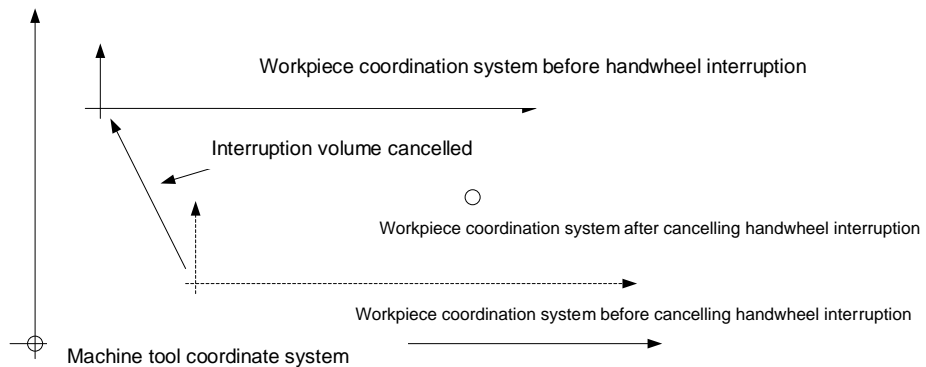 Workpiece coordination system before handwheel interruption
Interruption volume cancelled
Workpiece coordination system after cancelling handwheel interruption
Workpiece coordination system before cancelling handwheel interruption
Machine tool coordinate system